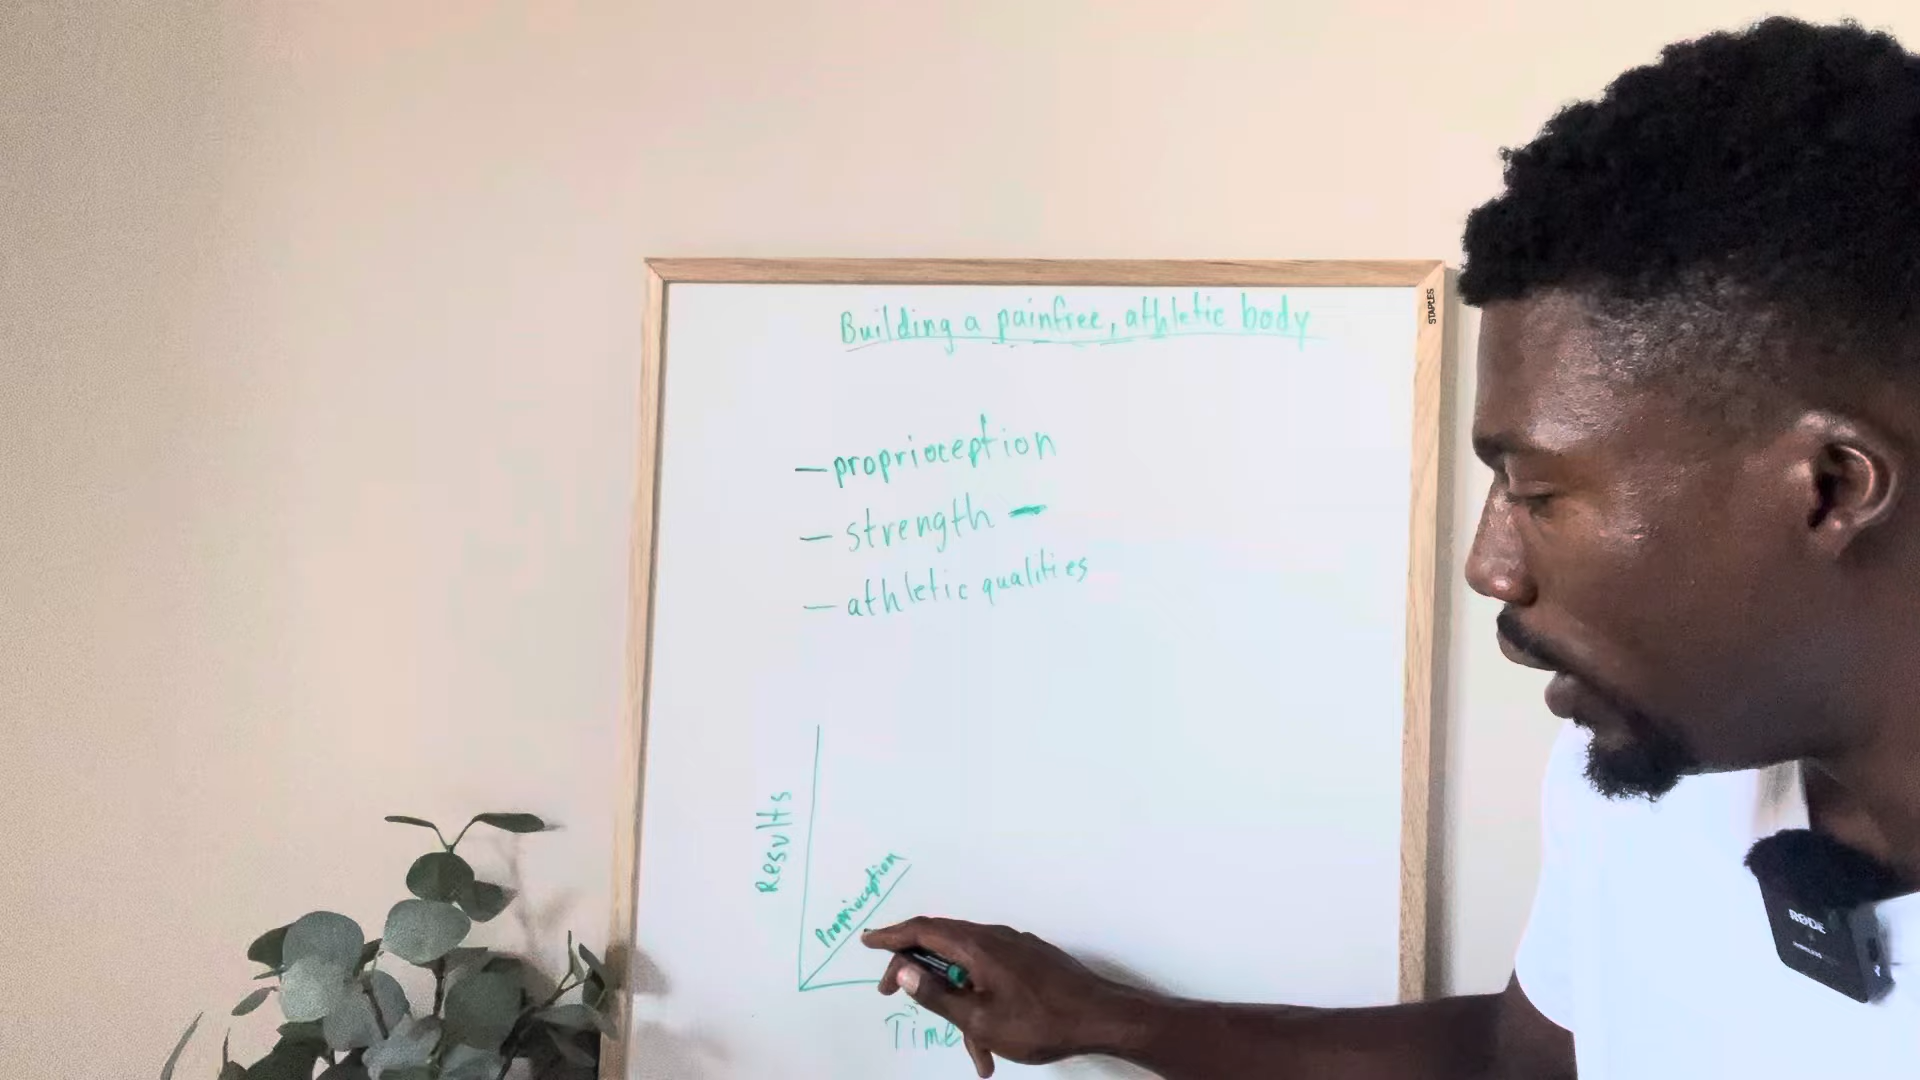 Building a painfree, athletic body
STAPLES
— proprioception
— strength —
— athletic qualities
Results
Proprioception
Time
RØDE